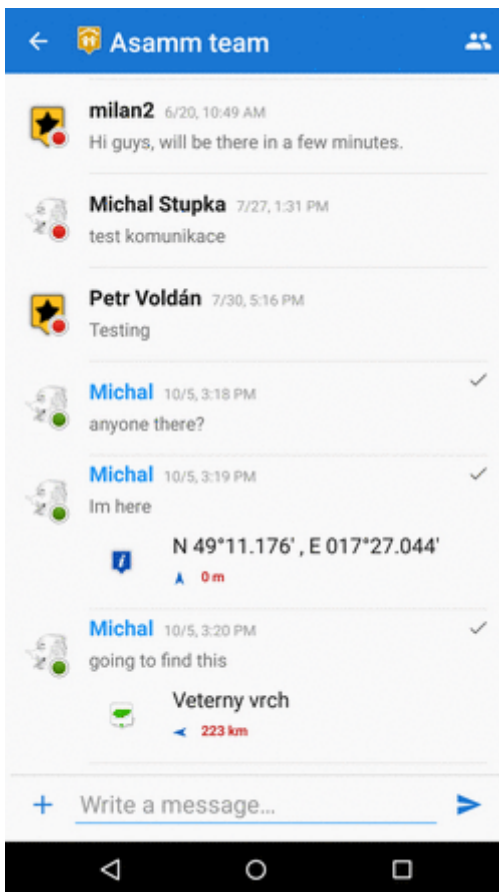 Asamm team
milan2 6/20, 10:49 AM
Hi guys, will be there in a few minutes.
Michal Stupka 7/27, 1:31 PM
test komunikace
Petr Voldán 7/30, 5:16 PM
Testing
Michal 10/5, 3:18 PM
anyone there?
Michal 10/5, 3:19 PM
Im here
N 49°11.176' , E 017°27.044'
0 m
Michal 10/5, 3:20 PM
going to find this
Veterny vrch
223 km
Write a message...